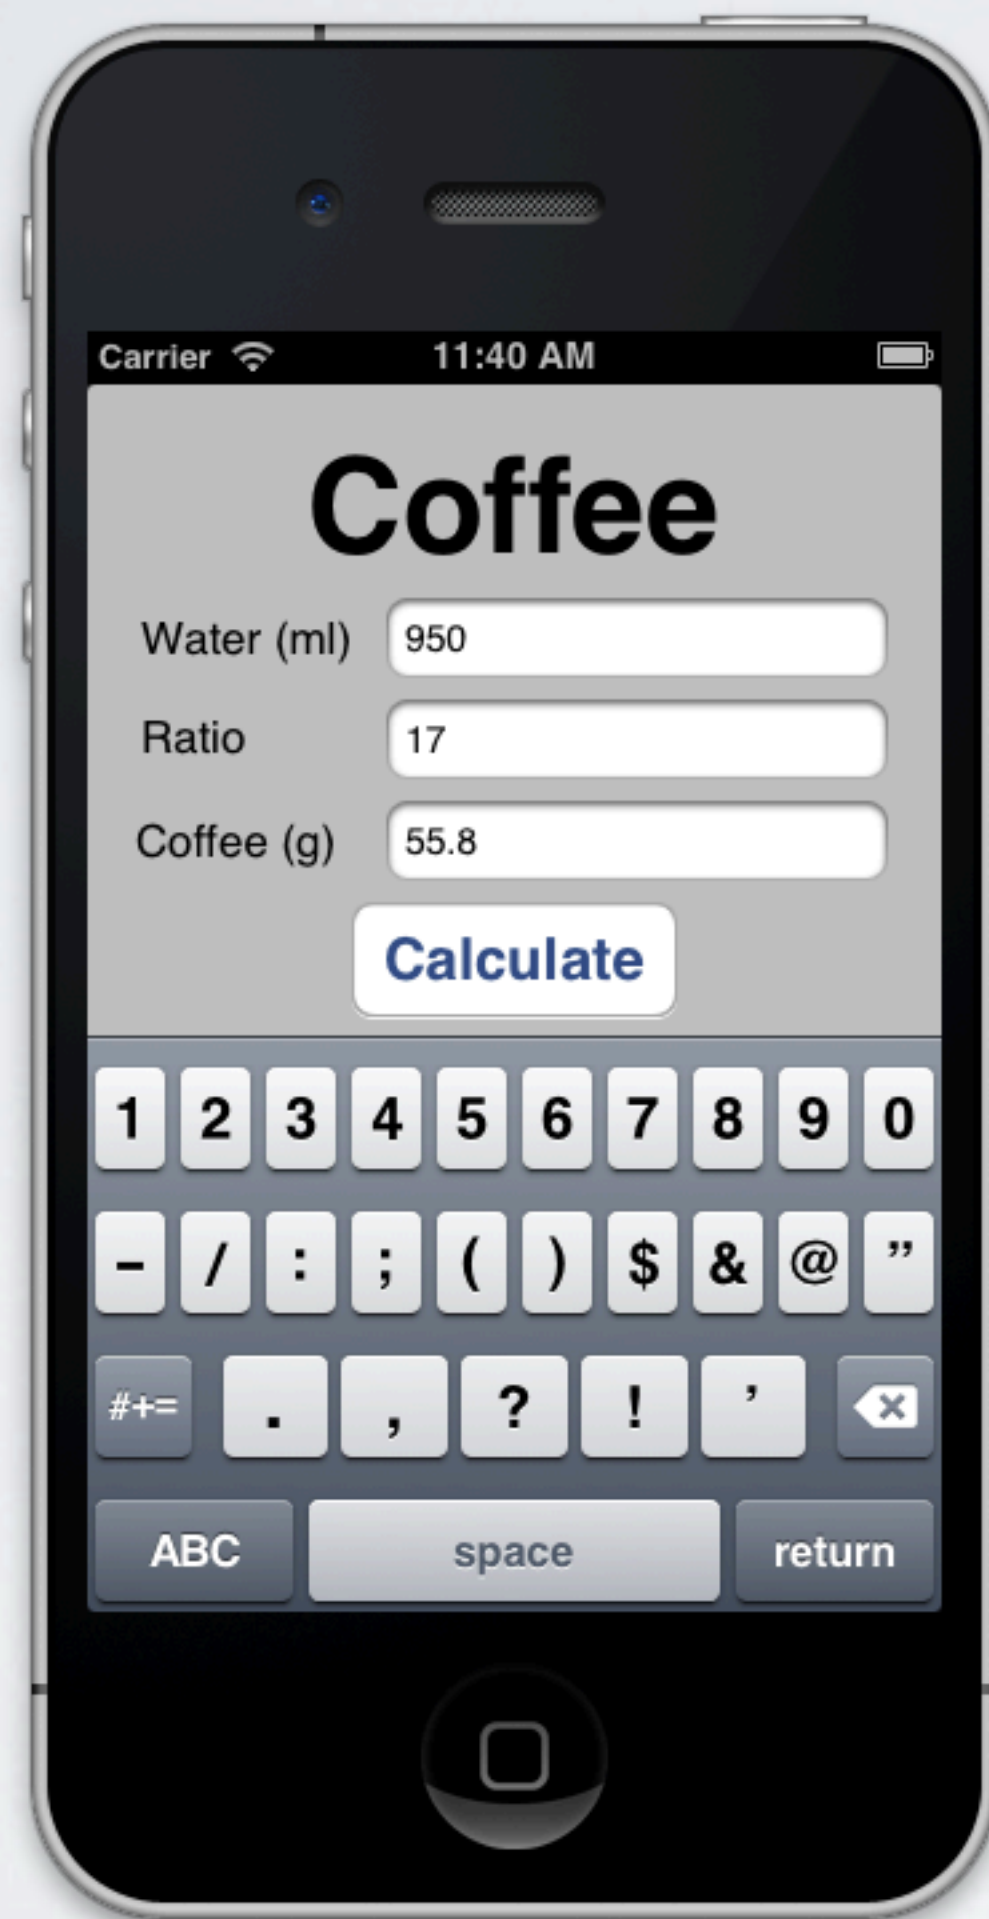 Carrier 11:40 AM
Coffee
Water (ml) 950
Ratio 17
Coffee (g) 55.8
Calculate
1 2 3 4 5 6 7 8 9 0
- / : ; ( ) $ & @ ”
#+= . , ? ! ’
ABC space return